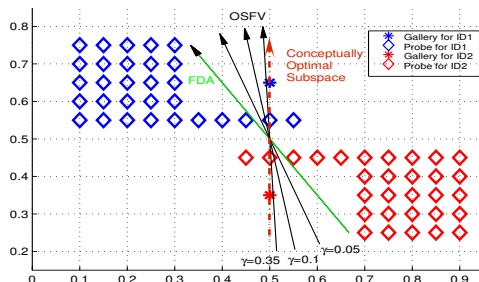 OSFV
0.8
0.7
0.6
0.5
0.4
0.3
0.2
FDA
Conceptually
Optimal
Subspace
Gallery for ID1
Probe for ID1
Gallery for ID2
Probe for ID2
γ=0.35
γ=0.1
γ=0.05
0 0.1 0.2 0.3 0.4 0.5 0.6 0.7 0.8 0.9